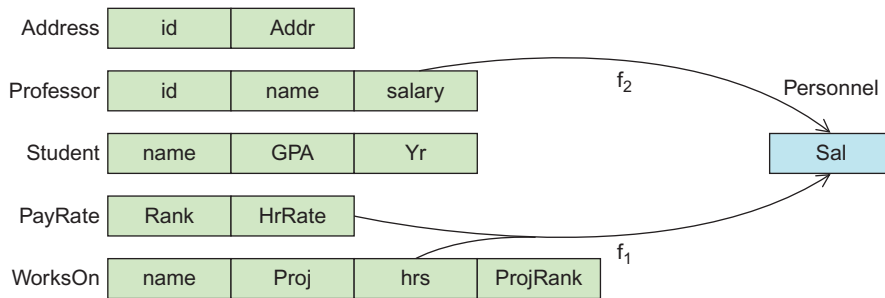 Address id Addr
Professor id name salary
f2 Personnel
Student name GPA Yr
Sal
PayRate Rank HrRate
f1
WorksOn name Proj hrs ProjRank